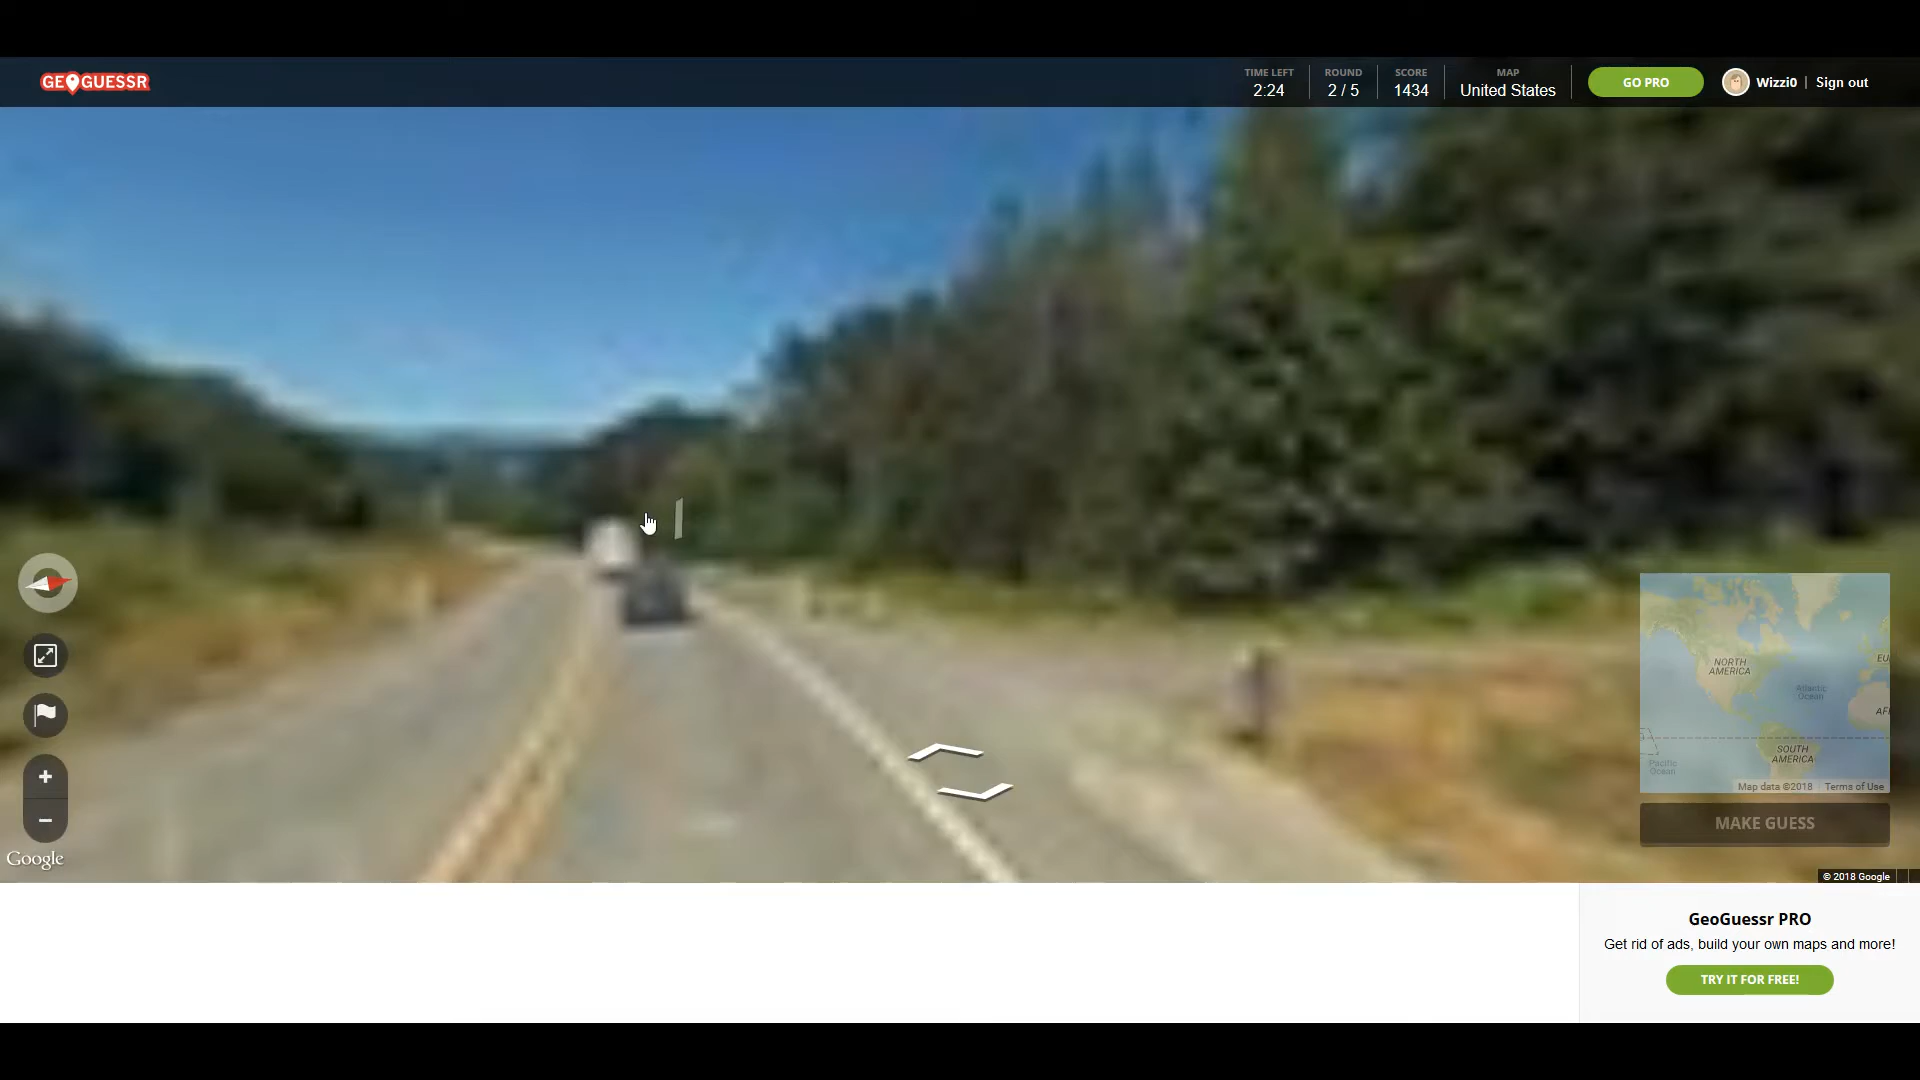 GEOGUESSR
TIME LEFT
2:24
ROUND
2 / 5
SCORE
1434
MAP
United States
GO PRO
Wizzi0 | Sign out
NORTH
AMERICA
EU
Atlantic
Ocean
AFI
SOUTH
AMERICA
Pacific
Ocean
Map data ©2018
Terms of Use
MAKE GUESS
Google
© 2018 Google
GeoGuessr PRO
Get rid of ads, build your own maps and more!
TRY IT FOR FREE!